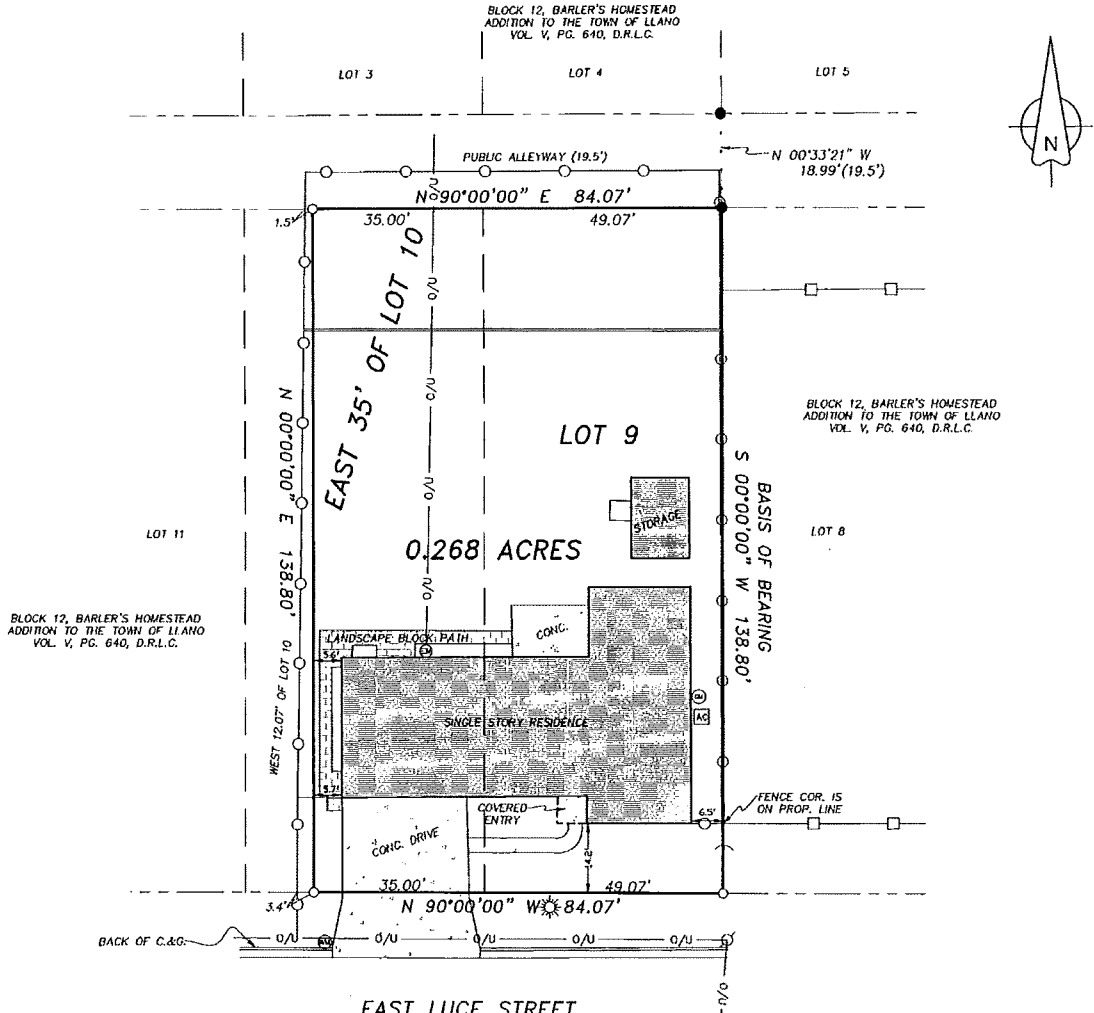 BLOCK 12, BARLER'S HOMESTEAD
ADDITION TO THE TOWN OF LLANO
VOL. V, PG. 640, D.R.L.C.
LOT 3
LOT 4
LOT 5
N
PUBLIC ALLEYWAY (19.5')
N 00°33'21" W
18.99'(19.5')
O/U
N 90°00'00" E 84.07'
1.5'
35.00'
49.07'
O/U
EAST 35' OF LOT 10
O/U
N 00°00'00" E 138.80'
BLOCK 12, BARLER'S HOMESTEAD
ADDITION TO THE TOWN OF LLANO
VOL. V, PG. 640, D.R.L.C.
LOT 9
BASIS OF BEARING
S 00°00'00" W 138.80'
O/U
STORAGE
LOT 11
LOT 8
0.268 ACRES
O/U
BLOCK 12, BARLER'S HOMESTEAD
ADDITION TO THE TOWN OF LLANO
VOL. V, PG. 640, D.R.L.C.
CONC.
LANDSCAPE BLOCK PATH
EM
5.6'
WEST 12.07' OF LOT 10
AC
SINGLE STORY RESIDENCE
5.7'
COVERED
ENTRY
FENCE COR. IS
ON PROP. LINE
6.5'
CONC. DRIVE
14.2'
35.00'
49.07'
3.4'
N 90°00'00" W 84.07'
BACK OF C.&G.
O/U
O/U
O/U
O/U
O/U
O/U
EAST LUCE STREET